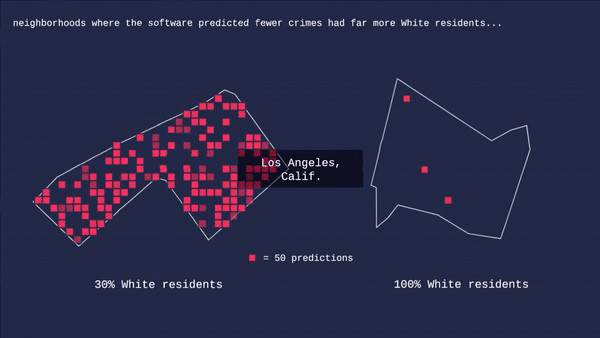 neighborhoods where the software predicted fewer crimes had far more White residents...
Los Angeles,
Calif.
= 50 predictions
30% White residents
100% White residents